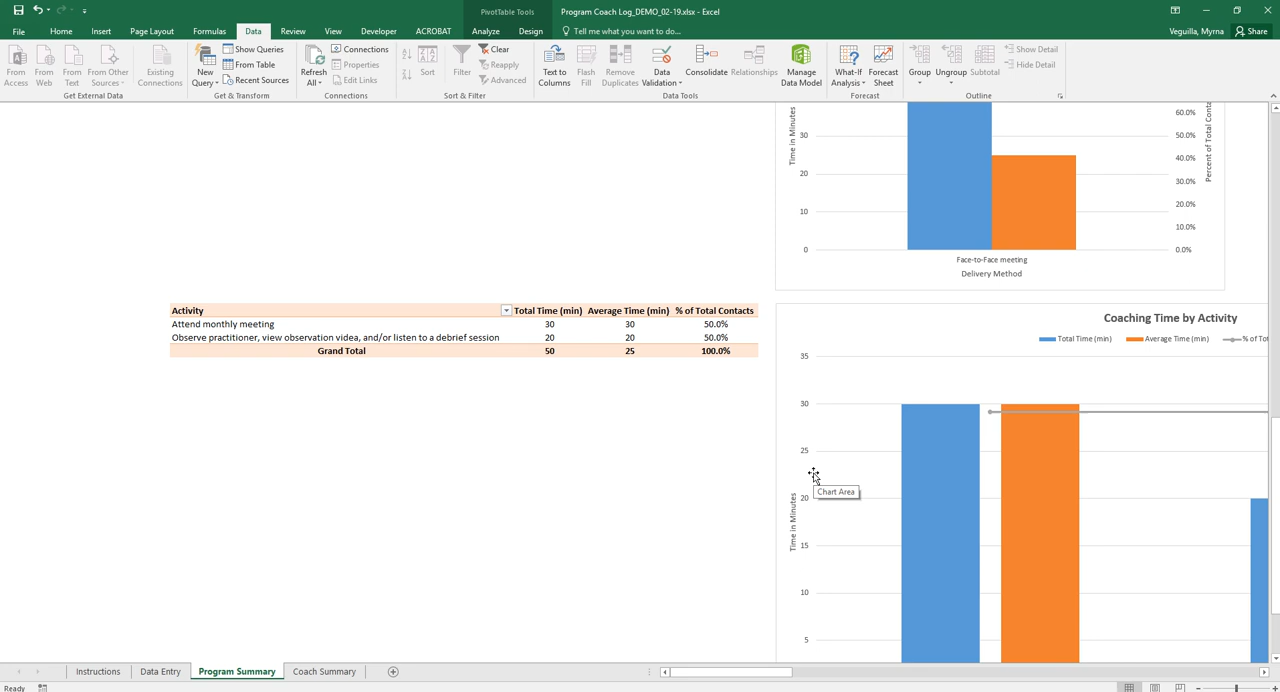 PivotTable Tools
Program Coach Log_DEMO_02-19.xlsx - Excel
File Home Insert Page Layout Formulas Data Review View Developer ACROBAT Analyze Design Tell me what you want to do... Veguilla, Myrna Share
From Access
From Web
From Text
From Other Sources
Existing Connections
Get External Data
New Query
Show Queries
From Table
Recent Sources
Get & Transform
Refresh All
Connections
Properties
Edit Links
Connections
Sort
Filter
Clear
Reapply
Advanced
Sort & Filter
Text to Columns
Flash Fill
Remove Duplicates
Data Validation
Consolidate
Relationships
Manage Data Model
Data Tools
What-If Analysis
Forecast Sheet
Forecast
Group
Ungroup
Subtotal
Show Detail
Hide Detail
Outline
Time in Minutes
30
20
10
0
60.0%
50.0%
40.0%
30.0%
20.0%
10.0%
0.0%
Percent of Total Conta
Face-to-Face meeting
Delivery Method
Activity Total Time (min) Average Time (min) % of Total Contacts
Attend monthly meeting 30 30 50.0%
Observe practitioner, view observation videa, and/or listen to a debrief session 20 20 50.0%
Grand Total 50 25 100.0%
Coaching Time by Activity
Total Time (min) Average Time (min) % of Tot
35
30
25
20
15
10
5
Time in Minutes
Chart Area
Instructions Data Entry Program Summary Coach Summary
Ready